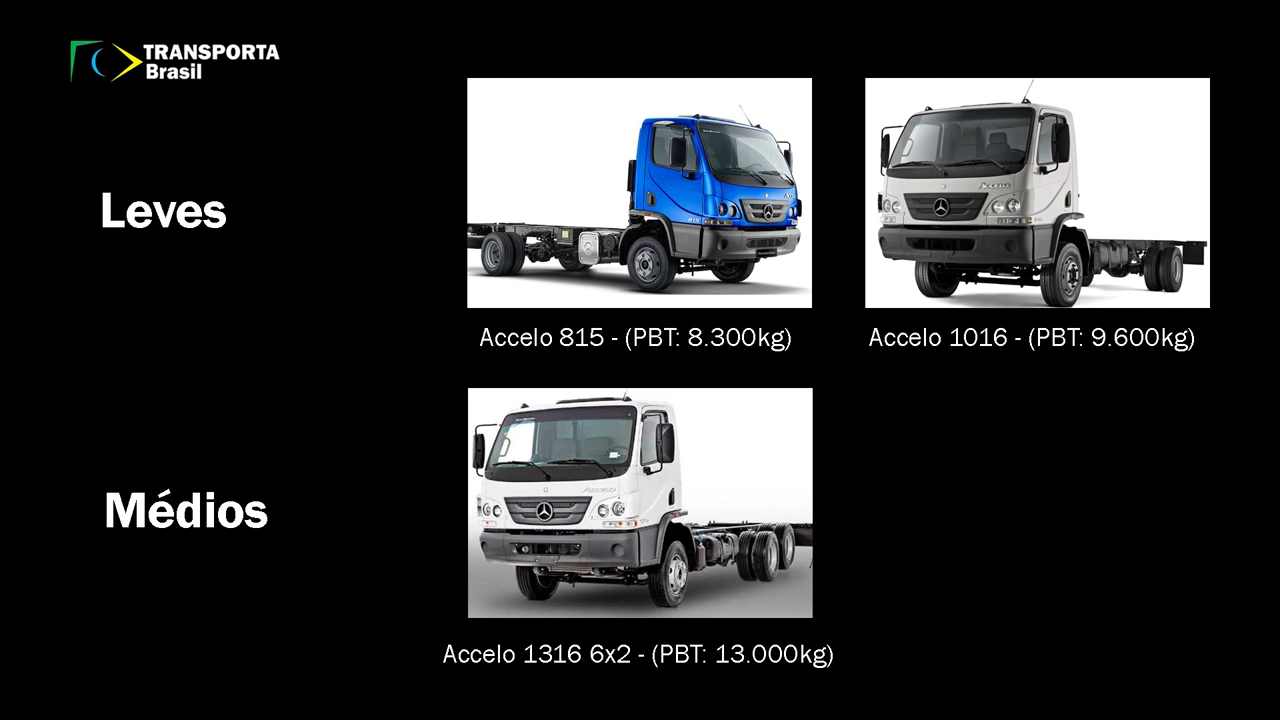 TRANSPORTA
Brasil
Leves
Accelo 815 - (PBT: 8.300kg)
Accelo 1016 - (PBT: 9.600kg)
Médios
Accelo 1316 6x2 - (PBT: 13.000kg)